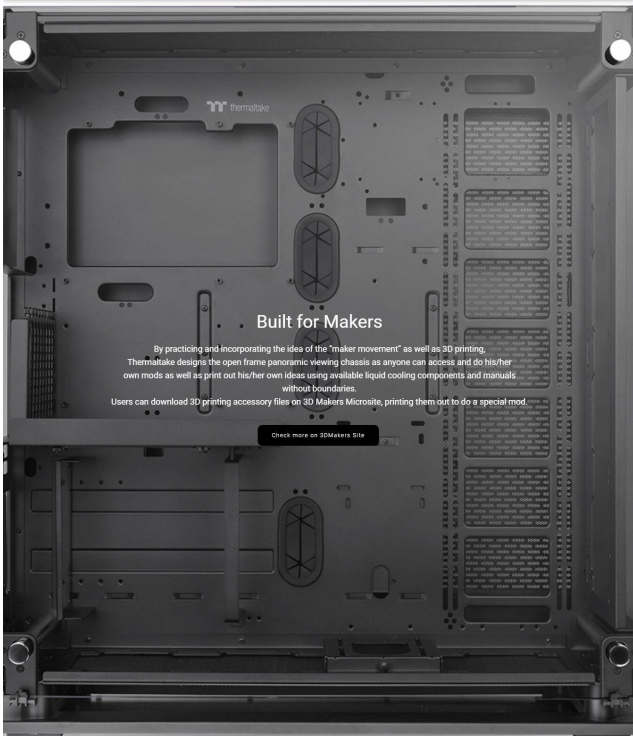 thermaltake
Built for Makers
By practicing and incorporating the idea of the “maker movement” as well as 3D printing,
Thermaltake designs the open frame panoramic viewing chassis as anyone can access and do his/her
own mods as well as print out his/her own ideas using available liquid cooling components and manuals
without boundaries.
Users can download 3D printing accessory files on 3D Makers Microsite, printing them out to do a special mod.
Check more on 3DMakers Site